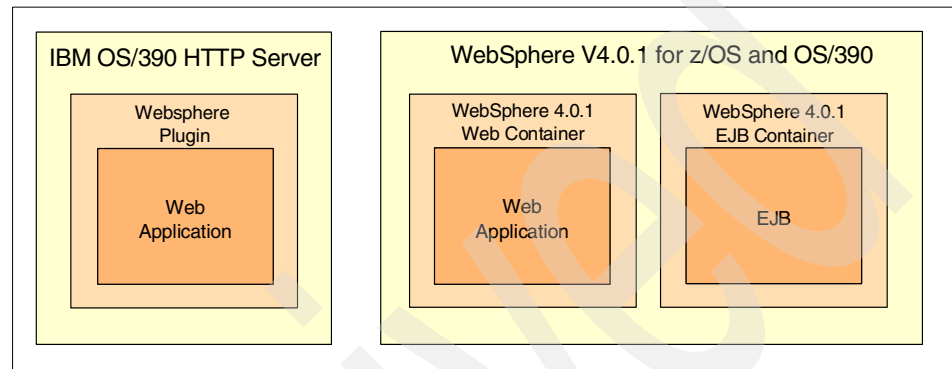 IBM OS/390 HTTP Server
Websphere
Plugin
Web
Application
WebSphere V4.0.1 for z/OS and OS/390
WebSphere 4.0.1
Web Container
Web
Application
WebSphere 4.0.1
EJB Container
EJB